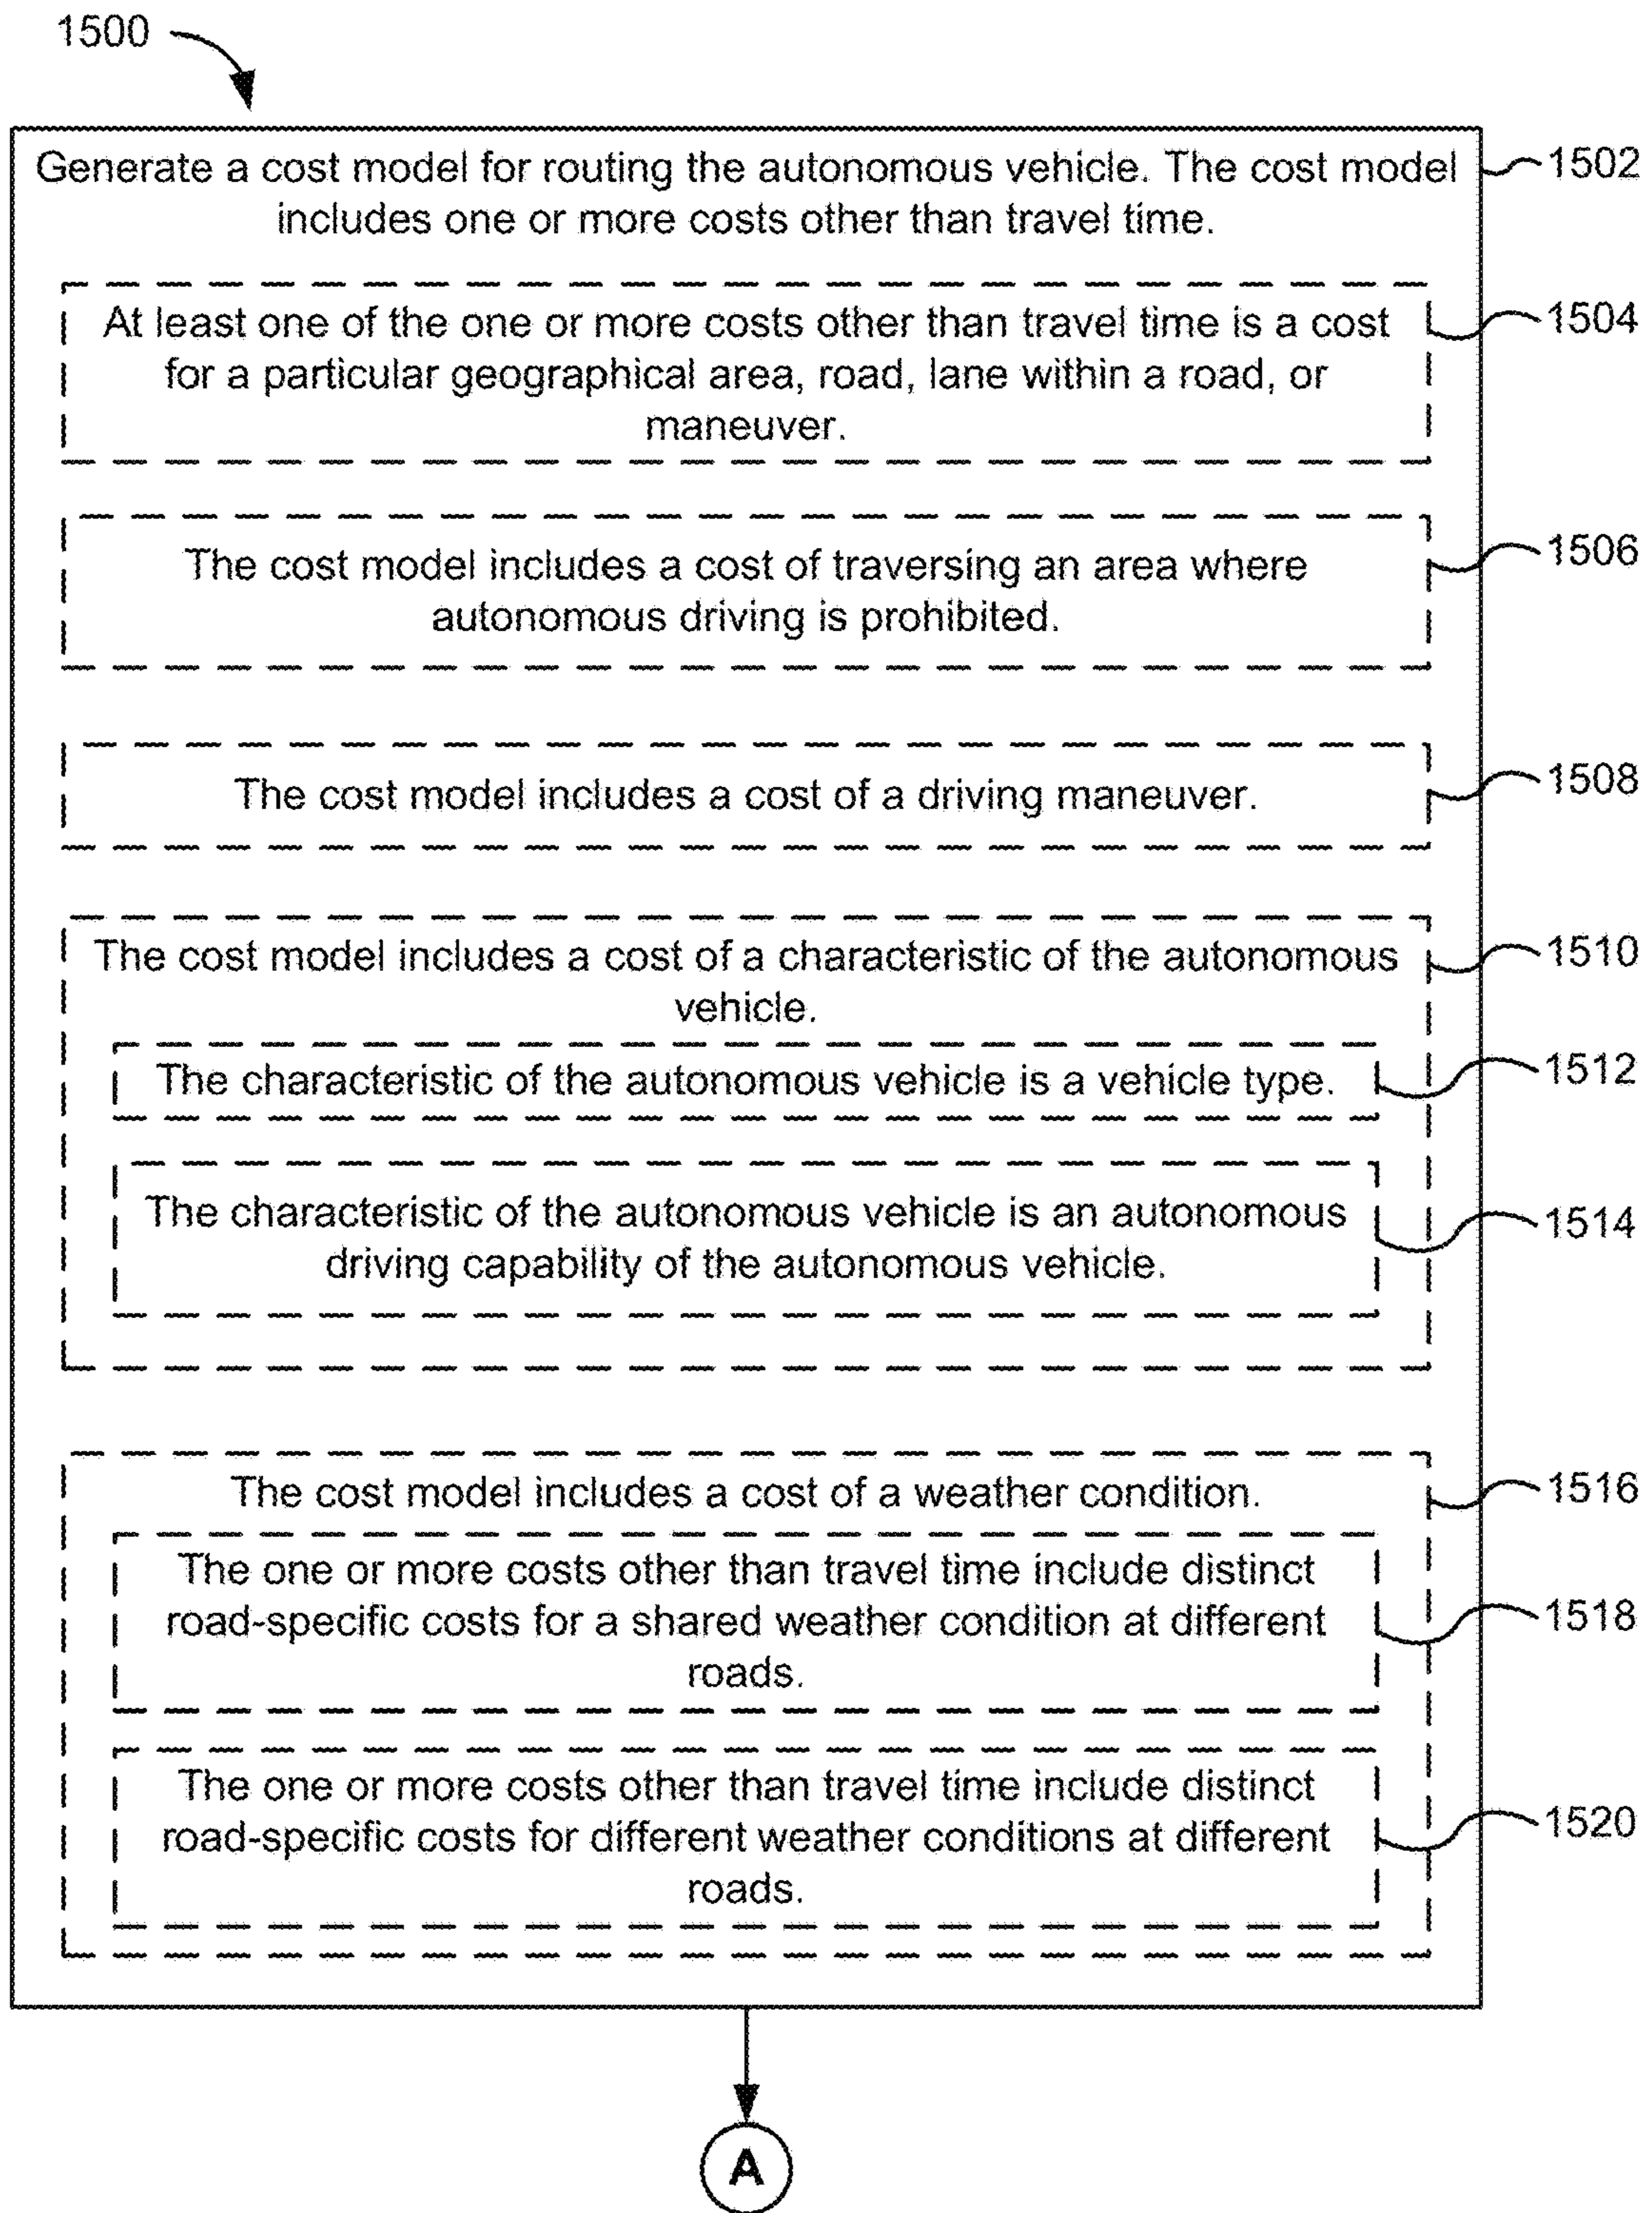 1500
Generate a cost model for routing the autonomous vehicle. The cost model
includes one or more costs other than travel time.
1502
At least one of the one or more costs other than travel time is a cost
for a particular geographical area, road, lane within a road, or
maneuver.
1504
The cost model includes a cost of traversing an area where
autonomous driving is prohibited.
1506
The cost model includes a cost of a driving maneuver.
1508
The cost model includes a cost of a characteristic of the autonomous
vehicle.
1510
The characteristic of the autonomous vehicle is a vehicle type.
1512
The characteristic of the autonomous vehicle is an autonomous
driving capability of the autonomous vehicle.
1514
The cost model includes a cost of a weather condition.
1516
The one or more costs other than travel time include distinct
road-specific costs for a shared weather condition at different
roads.
1518
The one or more costs other than travel time include distinct
road-specific costs for different weather conditions at different
roads.
1520
A